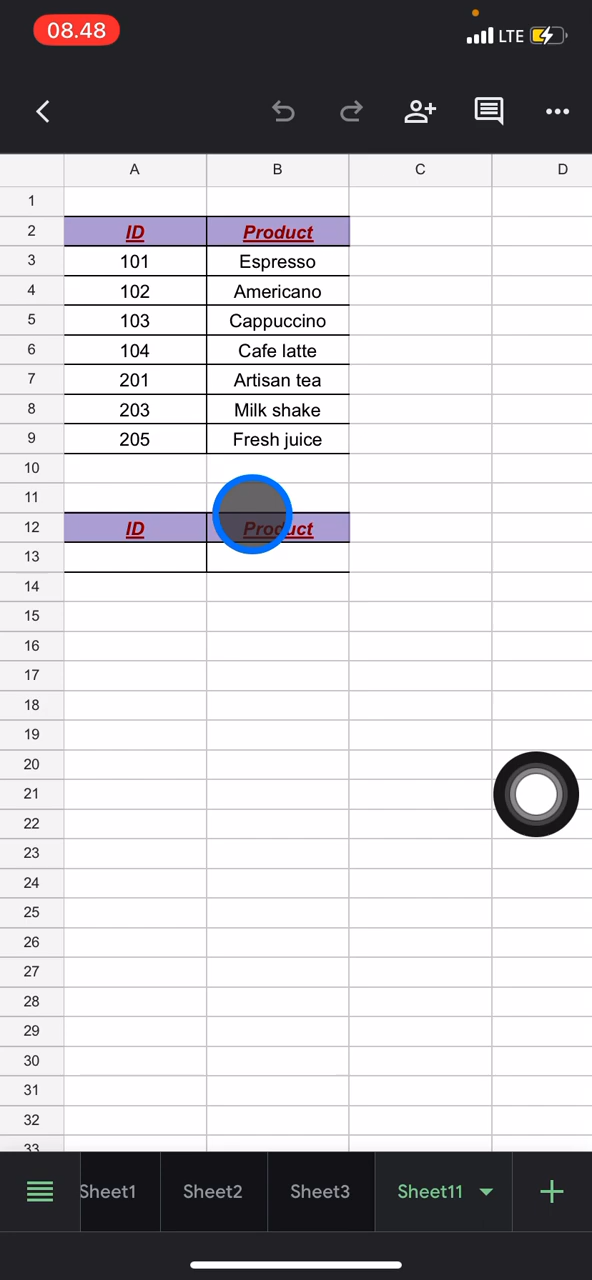 08.48
LTE
A B C D
1
2 ID Product
3 101 Espresso
4 102 Americano
5 103 Cappuccino
6 104 Cafe latte
7 201 Artisan tea
8 203 Milk shake
9 205 Fresh juice
10
11
12 ID Product
13
14
15
16
17
18
19
20
21
22
23
24
25
26
27
28
29
30
31
32
33
Sheet1 Sheet2 Sheet3 Sheet11